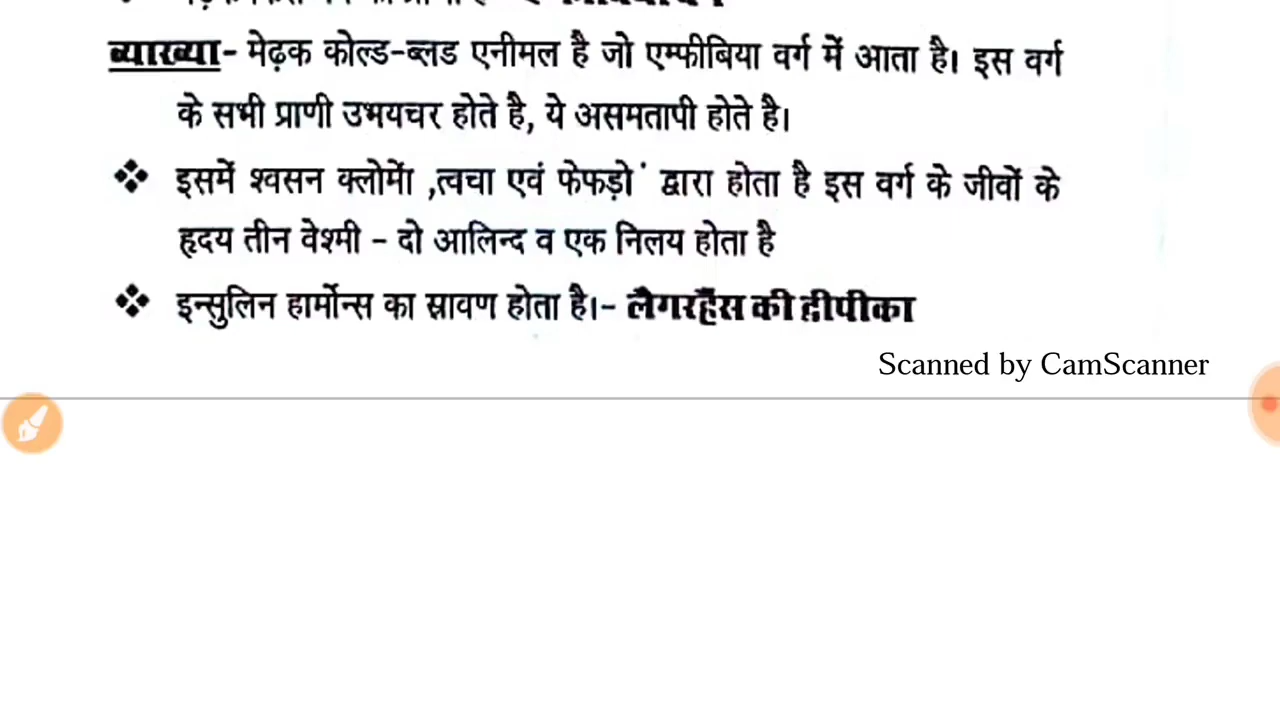 व्याख्या- मेढ़क कोल्ड-ब्लड एनीमल है जो एम्फीबिया वर्ग में आता है। इस वर्ग
के सभी प्राणी उभयचर होते है, ये असमतापी होते है।
❖ इसमें श्वसन क्लोमों ,त्वचा एवं फेफड़ो ं द्वारा होता है इस वर्ग के जीवों के
हृदय तीन वेश्मी - दो आलिन्द व एक निलय होता है
❖ इन्सुलिन हार्मोन्स का स्रावण होता है।- लैगरहैंस की द्वीपीका
Scanned by CamScanner